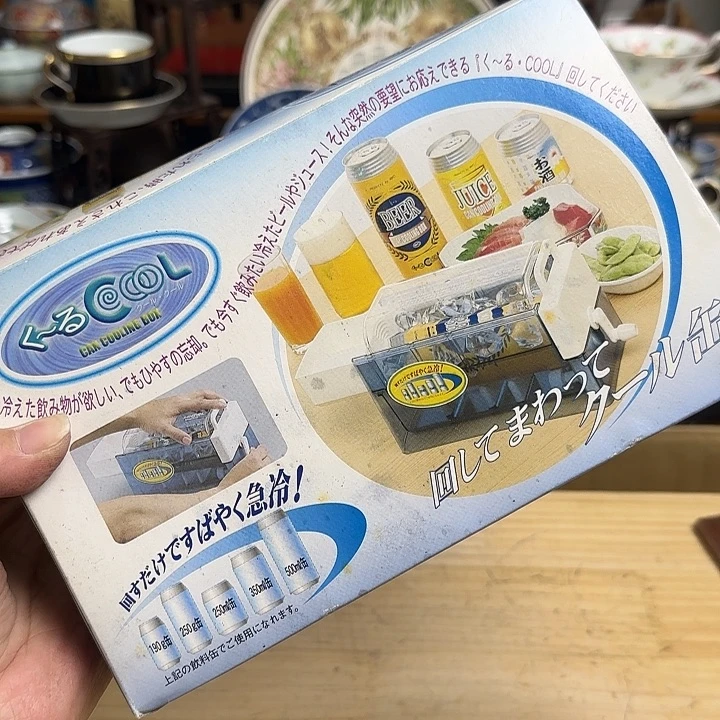 冷えた飲み物が欲しい、でもひやすの忘却。でも今すぐ飲みたい冷えたビールやジュース!そんな突然の要望にお応えできる『く〜る・COOL』回してください
く〜るCOOL
CAN COOLING BOX
BEER
JUICE
お酒
回してまわって
クール缶
回すだけですばやく急冷!
190g缶
250g缶
250ml缶
350ml缶
500ml缶
上記の飲料缶でご使用になれます。